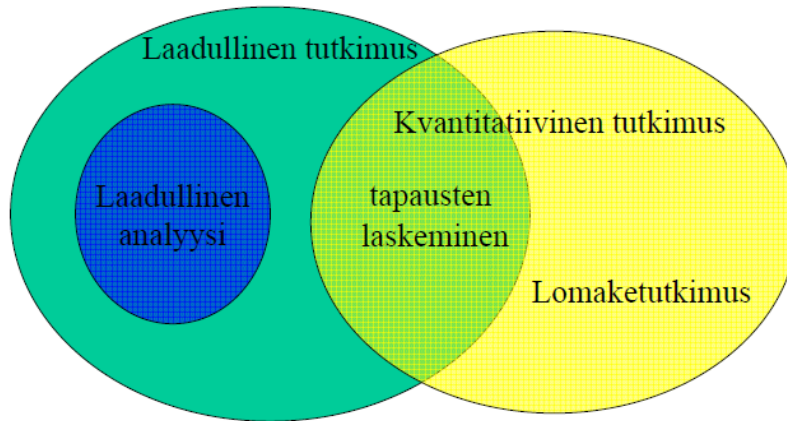 Laadullinen tutkimus
Kvantitatiivinen tutkimus
Laadullinen
analyysi
tapausten
laskeminen
Lomaketutkimus